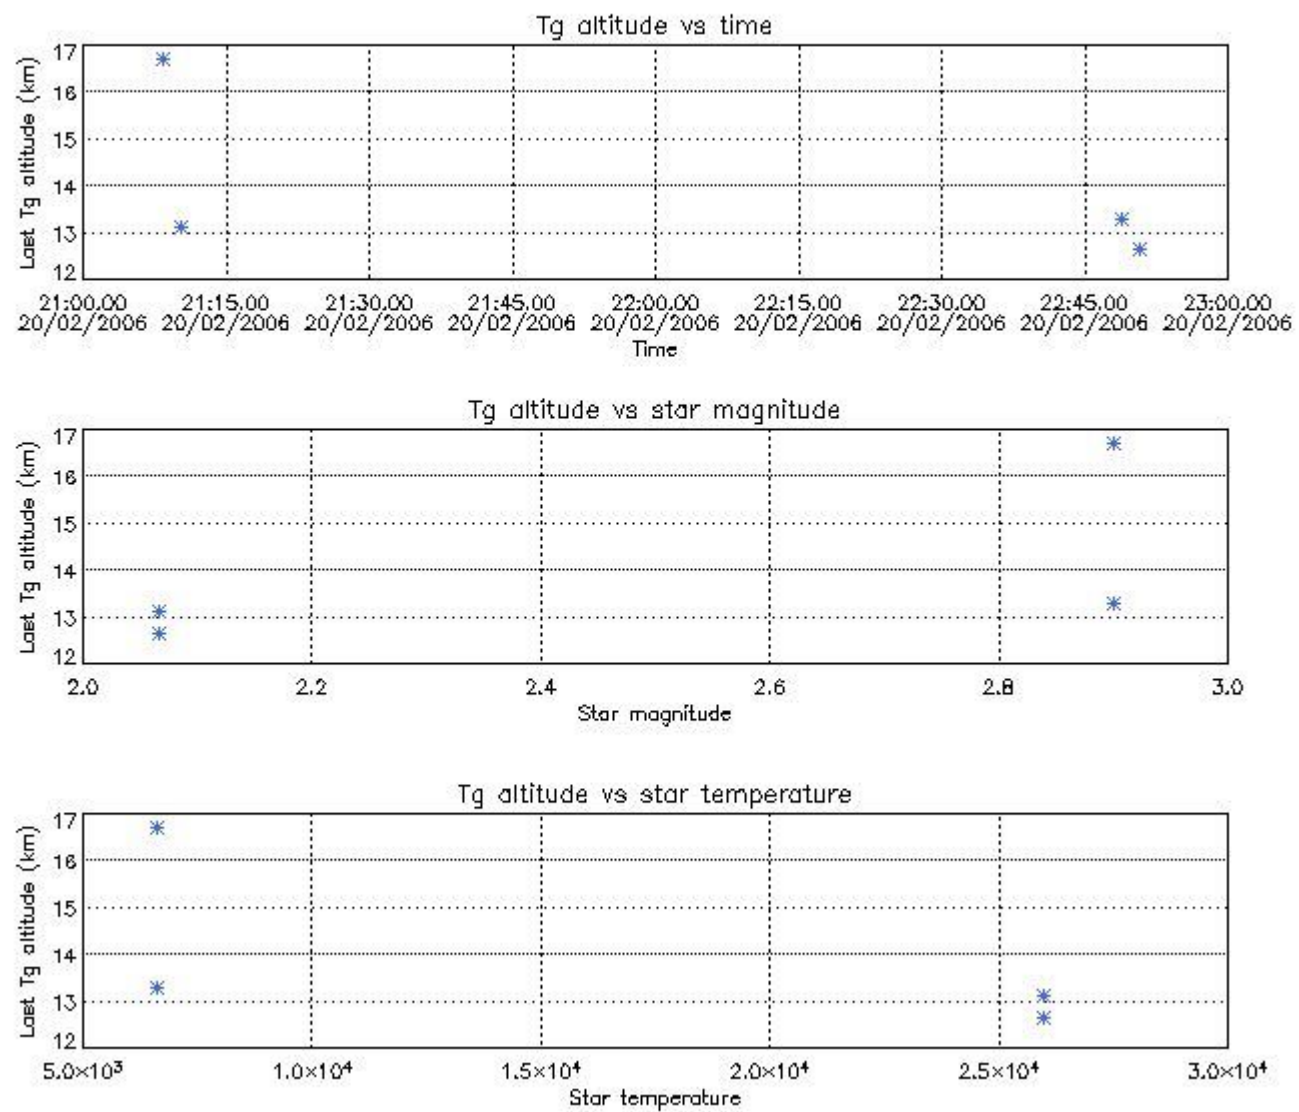 Tg altitude vs time
Last Tg altitude (km)
17
16
15
14
13
12
21:00.00 21:15.00 21:30.00 21:45.00 22:00.00 22:15.00 22:30.00 22:45.00 23:00.00
20/02/2006 20/02/2006 20/02/2006 20/02/2006 20/02/2006 20/02/2006 20/02/2006 20/02/2006 20/02/2006
Time
Tg altitude vs star magnitude
Last Tg altitude (km)
17
16
15
14
13
12
2.0 2.2 2.4 2.6 2.8 3.0
Star magnitude
Tg altitude vs star temperature
Last Tg altitude (km)
17
16
15
14
13
12
5.0×10³ 1.0×10⁴ 1.5×10⁴ 2.0×10⁴ 2.5×10⁴ 3.0×10⁴
Star temperature